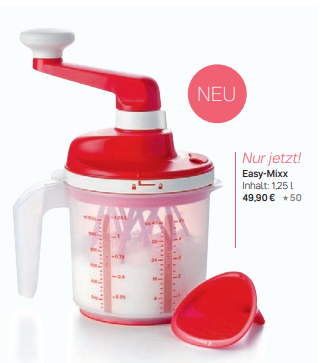 NEU
Nur jetzt!
Easy-Mixx
Inhalt: 1,25 l
49,90 € ★50